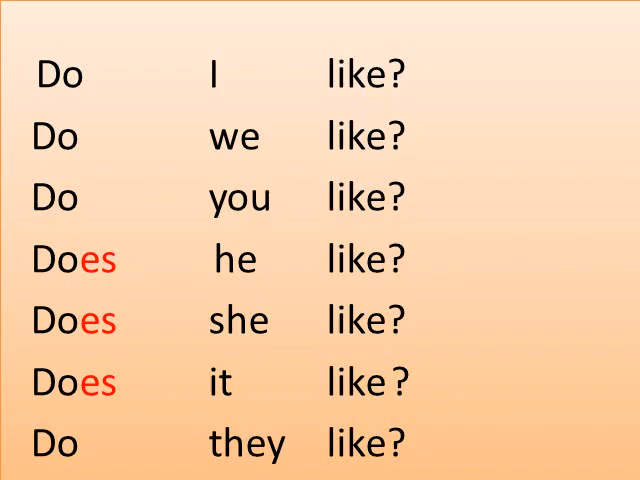 Do I like?
Do we like?
Do you like?
Does he like?
Does she like?
Does it like?
Do they like?